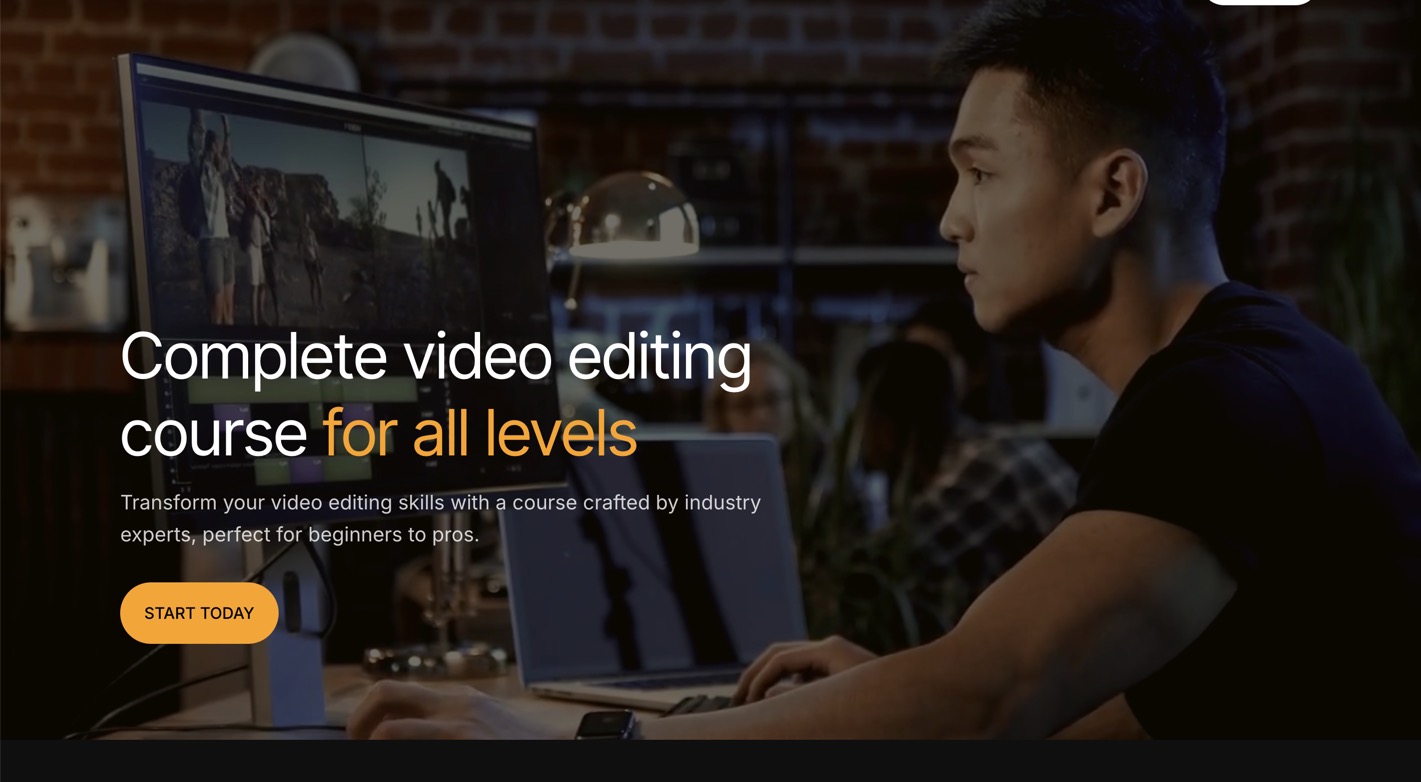 Complete video editing
course for all levels
Transform your video editing skills with a course crafted by industry
experts, perfect for beginners to pros.
START TODAY